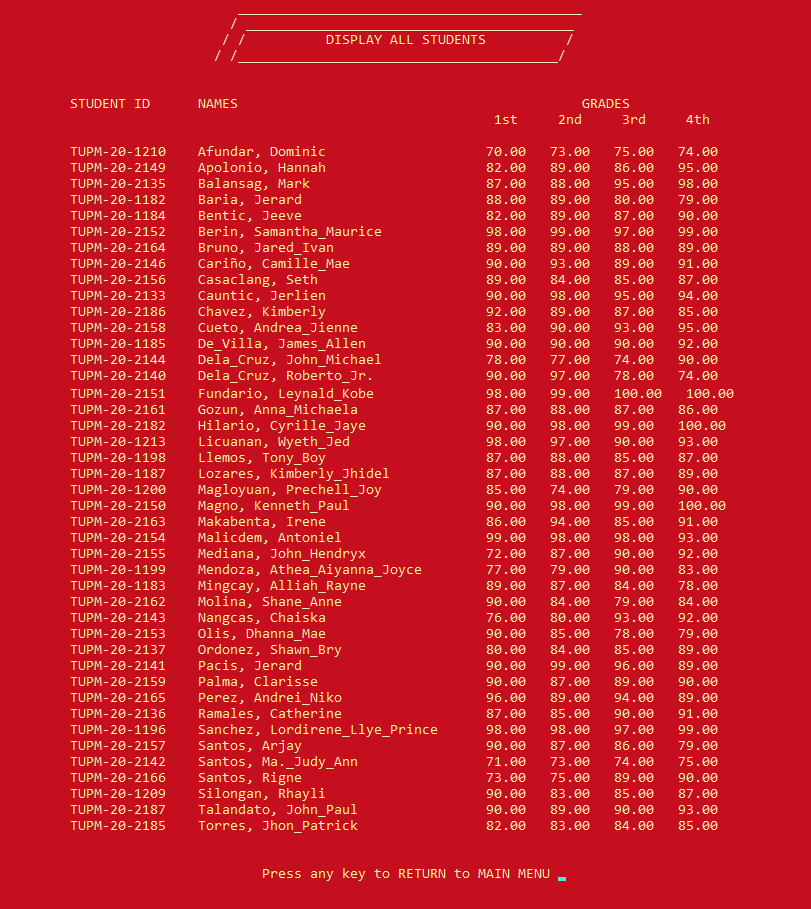 DISPLAY ALL STUDENTS
STUDENT ID NAMES GRADES
1st 2nd 3rd 4th
TUPM-20-1210 Afundar, Dominic 70.00 73.00 75.00 74.00
TUPM-20-2149 Apolonio, Hannah 82.00 89.00 86.00 95.00
TUPM-20-2135 Balansag, Mark 87.00 88.00 95.00 98.00
TUPM-20-1182 Baria, Jerard 88.00 89.00 80.00 79.00
TUPM-20-1184 Bentic, Jeeve 82.00 89.00 87.00 90.00
TUPM-20-2152 Berin, Samantha_Maurice 98.00 99.00 97.00 99.00
TUPM-20-2164 Bruno, Jared_Ivan 89.00 89.00 88.00 89.00
TUPM-20-2146 Cariño, Camille_Mae 90.00 93.00 89.00 91.00
TUPM-20-2156 Casaclang, Seth 89.00 84.00 85.00 87.00
TUPM-20-2133 Cauntic, Jerlien 90.00 98.00 95.00 94.00
TUPM-20-2186 Chavez, Kimberly 92.00 89.00 87.00 85.00
TUPM-20-2158 Cueto, Andrea_Jienne 83.00 90.00 93.00 95.00
TUPM-20-1185 De_Villa, James_Allen 90.00 90.00 90.00 92.00
TUPM-20-2144 Dela_Cruz, John_Michael 78.00 77.00 74.00 90.00
TUPM-20-2140 Dela_Cruz, Roberto_Jr. 90.00 97.00 78.00 74.00
TUPM-20-2151 Fundario, Leynald_Kobe 98.00 99.00 100.00 100.00
TUPM-20-2161 Gozun, Anna_Michaela 87.00 88.00 87.00 86.00
TUPM-20-2182 Hilario, Cyrille_Jaye 90.00 98.00 99.00 100.00
TUPM-20-1213 Licuanan, Wyeth_Jed 98.00 97.00 90.00 93.00
TUPM-20-1198 Llemos, Tony_Boy 87.00 88.00 85.00 87.00
TUPM-20-1187 Lozares, Kimberly_Jhidel 87.00 88.00 87.00 89.00
TUPM-20-1200 Magloyuan, Prechell_Joy 85.00 74.00 79.00 90.00
TUPM-20-2150 Magno, Kenneth_Paul 90.00 98.00 99.00 100.00
TUPM-20-2163 Makabenta, Irene 86.00 94.00 85.00 91.00
TUPM-20-2154 Malicdem, Antoniel 99.00 98.00 98.00 93.00
TUPM-20-2155 Mediana, John_Hendryx 72.00 87.00 90.00 92.00
TUPM-20-1199 Mendoza, Athea_Aiyanna_Joyce 77.00 79.00 90.00 83.00
TUPM-20-1183 Mingcay, Alliah_Rayne 89.00 87.00 84.00 78.00
TUPM-20-2162 Molina, Shane_Anne 90.00 84.00 79.00 84.00
TUPM-20-2143 Nangcas, Chaiska 76.00 80.00 93.00 92.00
TUPM-20-2153 Olis, Dhanna_Mae 90.00 85.00 78.00 79.00
TUPM-20-2137 Ordonez, Shawn_Bry 80.00 84.00 85.00 89.00
TUPM-20-2141 Pacis, Jerard 90.00 99.00 96.00 89.00
TUPM-20-2159 Palma, Clarisse 90.00 87.00 89.00 90.00
TUPM-20-2165 Perez, Andrei_Niko 96.00 89.00 94.00 89.00
TUPM-20-2136 Ramales, Catherine 87.00 85.00 90.00 91.00
TUPM-20-1196 Sanchez, Lordirene_Llye_Prince 98.00 98.00 97.00 99.00
TUPM-20-2157 Santos, Arjay 90.00 87.00 86.00 79.00
TUPM-20-2142 Santos, Ma._Judy_Ann 71.00 73.00 74.00 75.00
TUPM-20-2166 Santos, Rigne 73.00 75.00 89.00 90.00
TUPM-20-1209 Silongan, Rhayli 90.00 83.00 85.00 87.00
TUPM-20-2187 Talandato, John_Paul 90.00 89.00 90.00 93.00
TUPM-20-2185 Torres, Jhon_Patrick 82.00 83.00 84.00 85.00
Press any key to RETURN to MAIN MENU